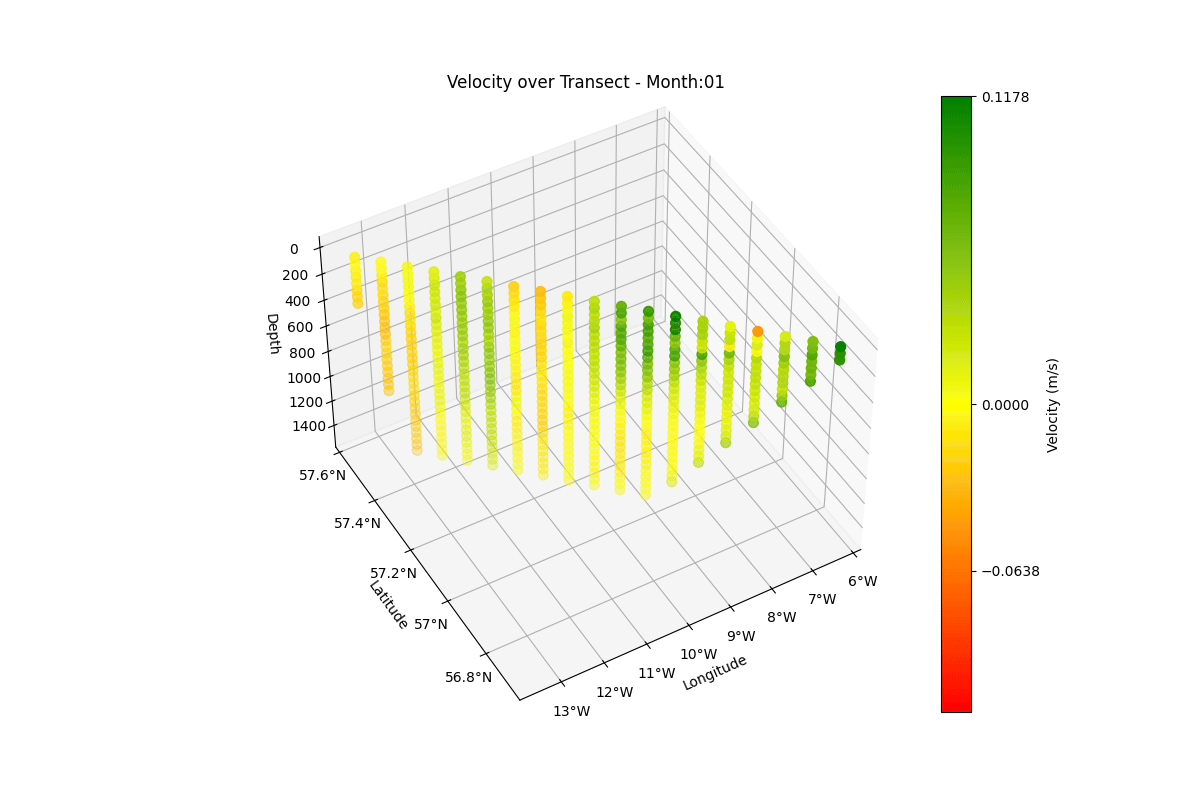 Velocity over Transect - Month:01
0
200
400
600
800
1000
1200
1400
Depth
57.6°N
57.4°N
57.2°N
57°N
56.8°N
Latitude
13°W
12°W
11°W
10°W
9°W
8°W
7°W
6°W
Longitude
0.1178
0.0000
−0.0638
Velocity (m/s)